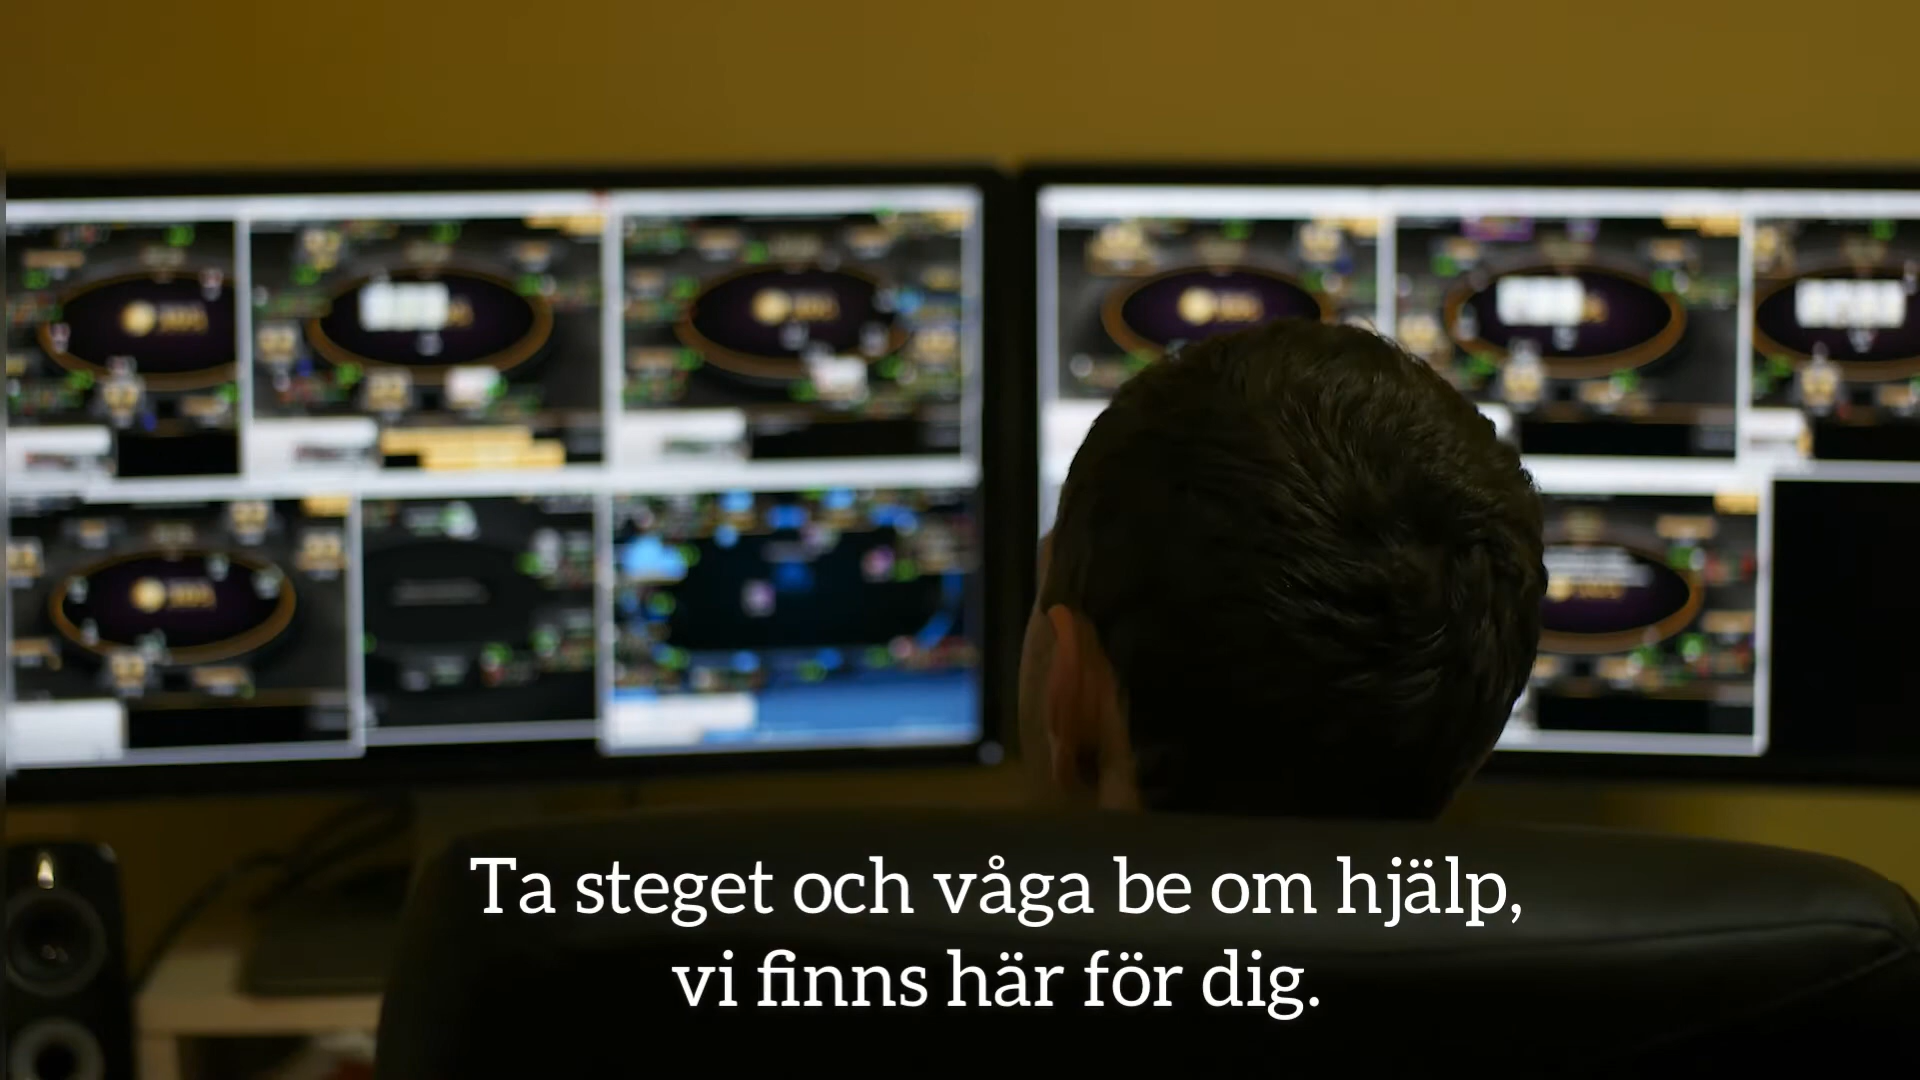 Ta steget och våga be om hjälp,
vi finns här för dig.